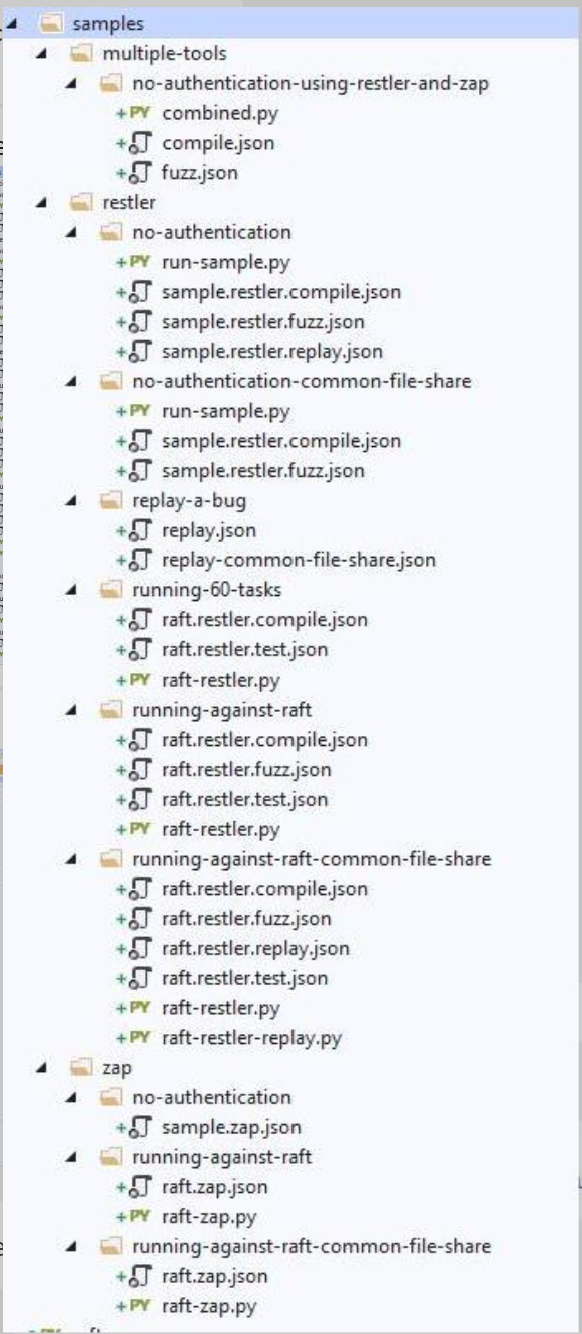 samples
multiple-tools
no-authentication-using-restler-and-zap
+PY combined.py
+ compile.json
+ fuzz.json
restler
no-authentication
+PY run-sample.py
+ sample.restler.compile.json
+ sample.restler.fuzz.json
+ sample.restler.replay.json
no-authentication-common-file-share
+PY run-sample.py
+ sample.restler.compile.json
+ sample.restler.fuzz.json
replay-a-bug
+ replay.json
+ replay-common-file-share.json
running-60-tasks
+ raft.restler.compile.json
+ raft.restler.test.json
+PY raft-restler.py
running-against-raft
+ raft.restler.compile.json
+ raft.restler.fuzz.json
+ raft.restler.test.json
+PY raft-restler.py
running-against-raft-common-file-share
+ raft.restler.compile.json
+ raft.restler.fuzz.json
+ raft.restler.replay.json
+ raft.restler.test.json
+PY raft-restler.py
+PY raft-restler-replay.py
zap
no-authentication
+ sample.zap.json
running-against-raft
+ raft.zap.json
+PY raft-zap.py
running-against-raft-common-file-share
+ raft.zap.json
+PY raft-zap.py